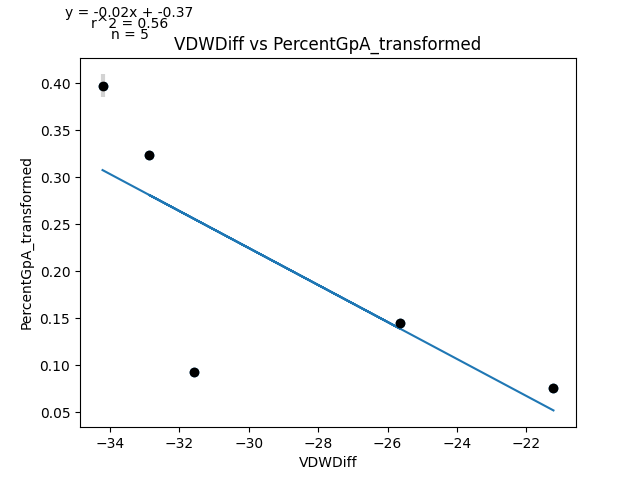 y = -0.02x + -0.37
r^2 = 0.56
n = 5
VDWDiff vs PercentGpA_transformed
PercentGpA_transformed
0.40
0.35
0.30
0.25
0.20
0.15
0.10
0.05
−34 −32 −30 −28 −26 −24 −22
VDWDiff